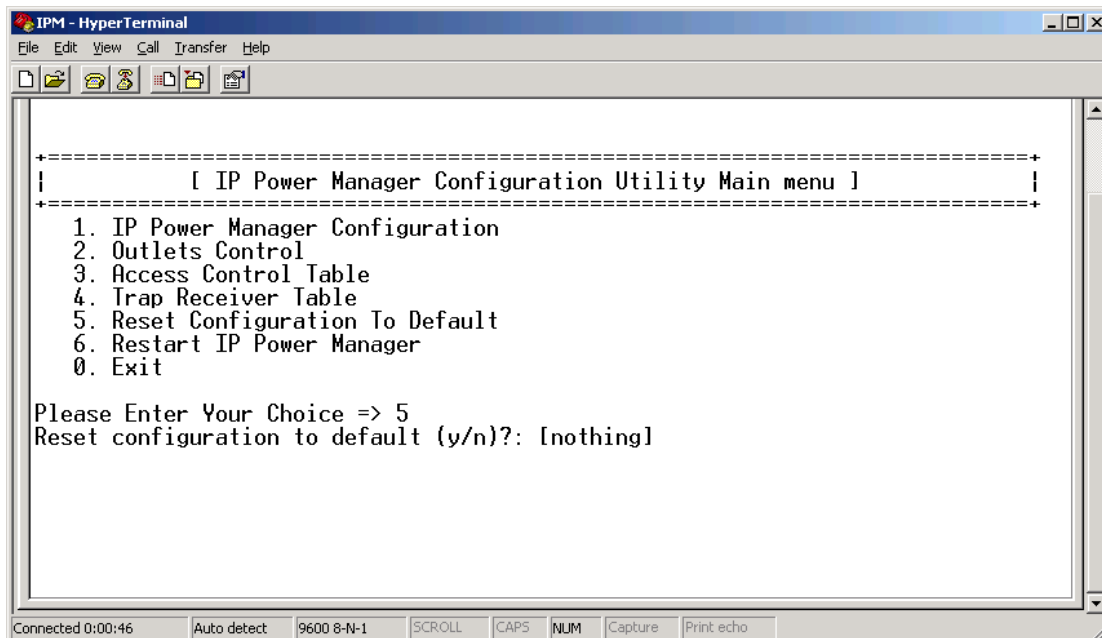 IPM - HyperTerminal
File Edit View Call Transfer Help
+============================================================================+
| [ IP Power Manager Configuration Utility Main menu ] |
+============================================================================+
1. IP Power Manager Configuration
2. Outlets Control
3. Access Control Table
4. Trap Receiver Table
5. Reset Configuration To Default
6. Restart IP Power Manager
0. Exit
Please Enter Your Choice => 5
Reset configuration to default (y/n)?: [nothing]
Connected 0:00:46 Auto detect 9600 8-N-1 SCROLL CAPS NUM Capture Print echo